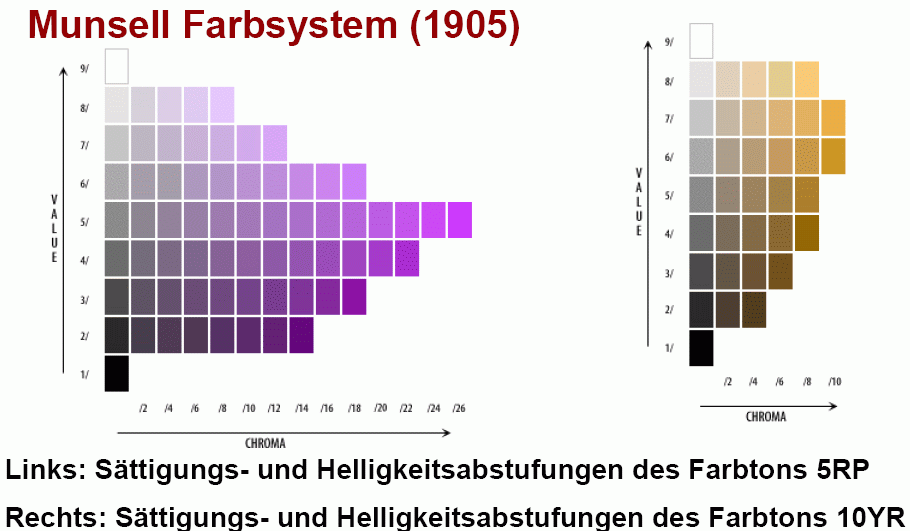 Munsell Farbsystem (1905)
9/
8/
7/
6/
5/
4/
3/
2/
1/
VALUE
/2 /4 /6 /8 /10 /12 /14 /16 /18 /20 /22 /24 /26
CHROMA
9/
8/
7/
6/
5/
4/
3/
2/
1/
VALUE
/2 /4 /6 /8 /10
CHROMA
Links: Sättigungs- und Helligkeitsabstufungen des Farbtons 5RP
Rechts: Sättigungs- und Helligkeitsabstufungen des Farbtons 10YR